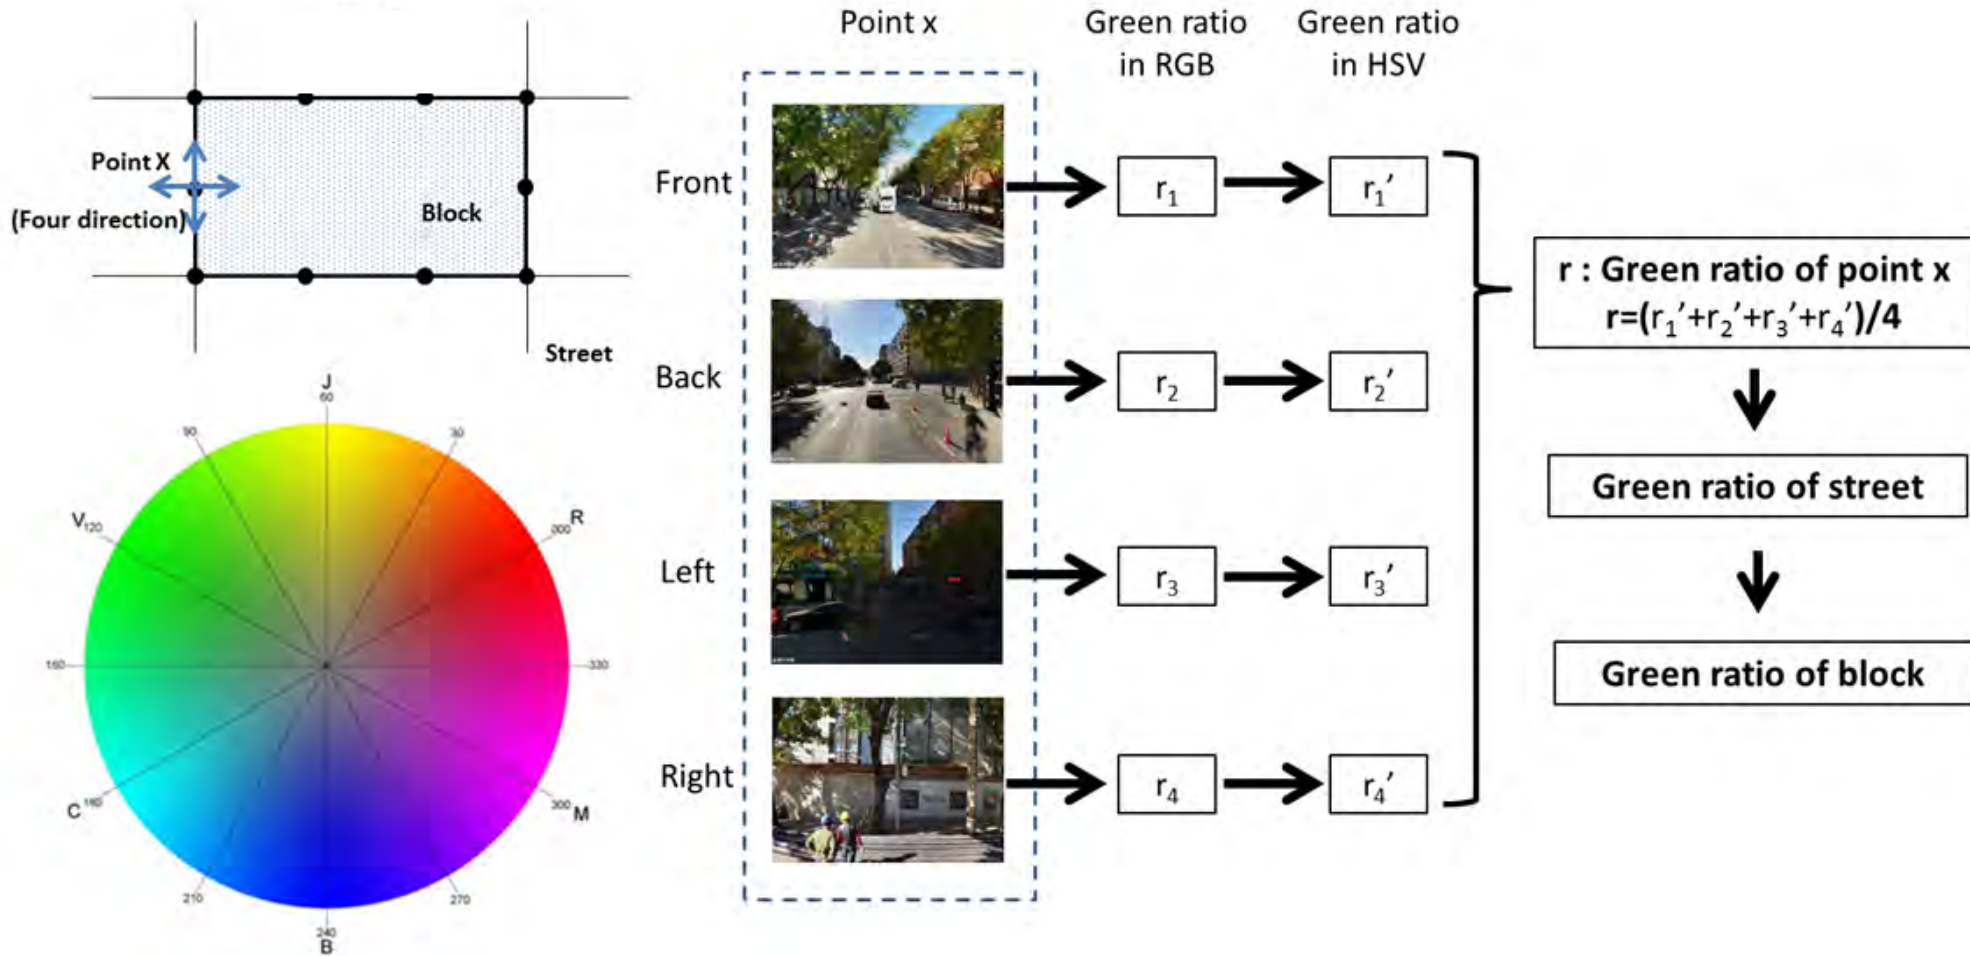 Point X
(Four direction)
Block
Street
J
60
90
30
V
120
R
150
330
C
180
300
M
210
270
240
B
Point x
Green ratio
in RGB
Green ratio
in HSV
Front
r₁
r₁’
Back
r₂
r₂’
Left
r₃
r₃’
Right
r₄
r₄’
r : Green ratio of point x
r=(r₁’+r₂’+r₃’+r₄’)/4
Green ratio of street
Green ratio of block